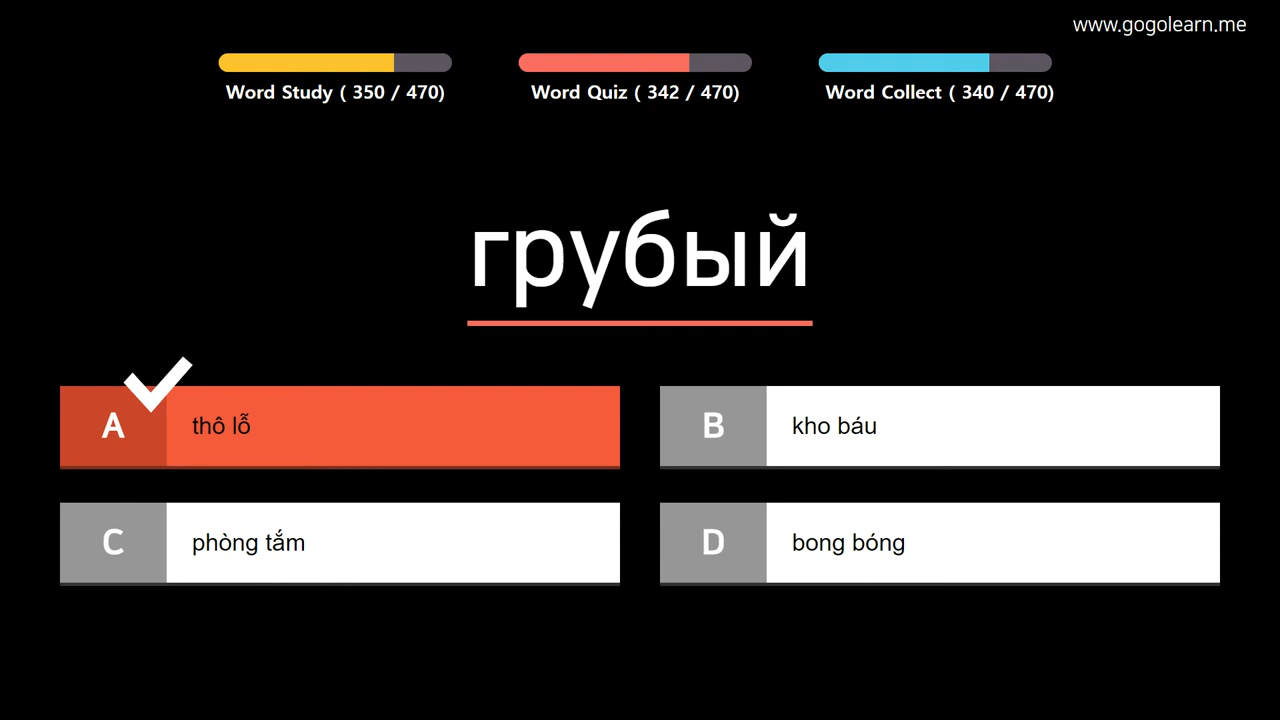 www.gogolearn.me
Word Study ( 350 / 470)
Word Quiz ( 342 / 470)
Word Collect ( 340 / 470)
грубый
A thô lỗ
B kho báu
C phòng tắm
D bong bóng